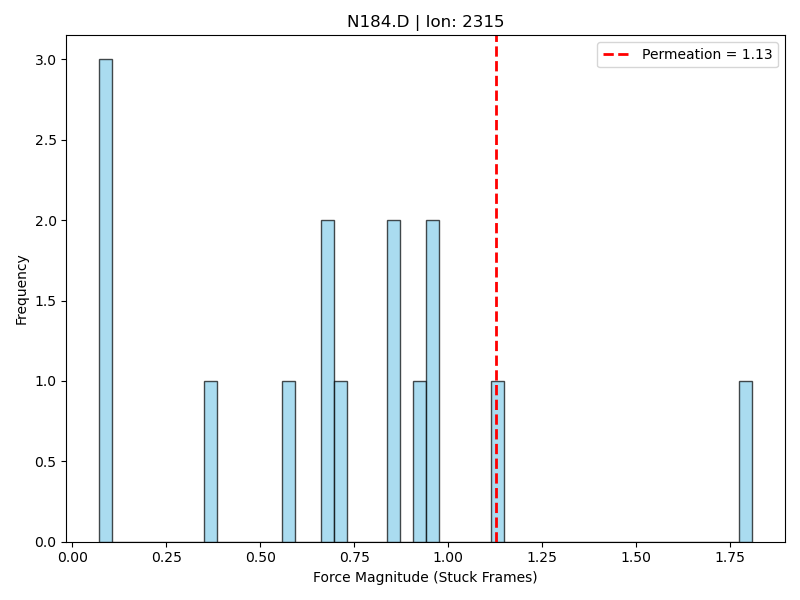 N184.D | Ion: 2315
Permeation = 1.13
Frequency
3.0
2.5
2.0
1.5
1.0
0.5
0.0
0.00 0.25 0.50 0.75 1.00 1.25 1.50 1.75
Force Magnitude (Stuck Frames)